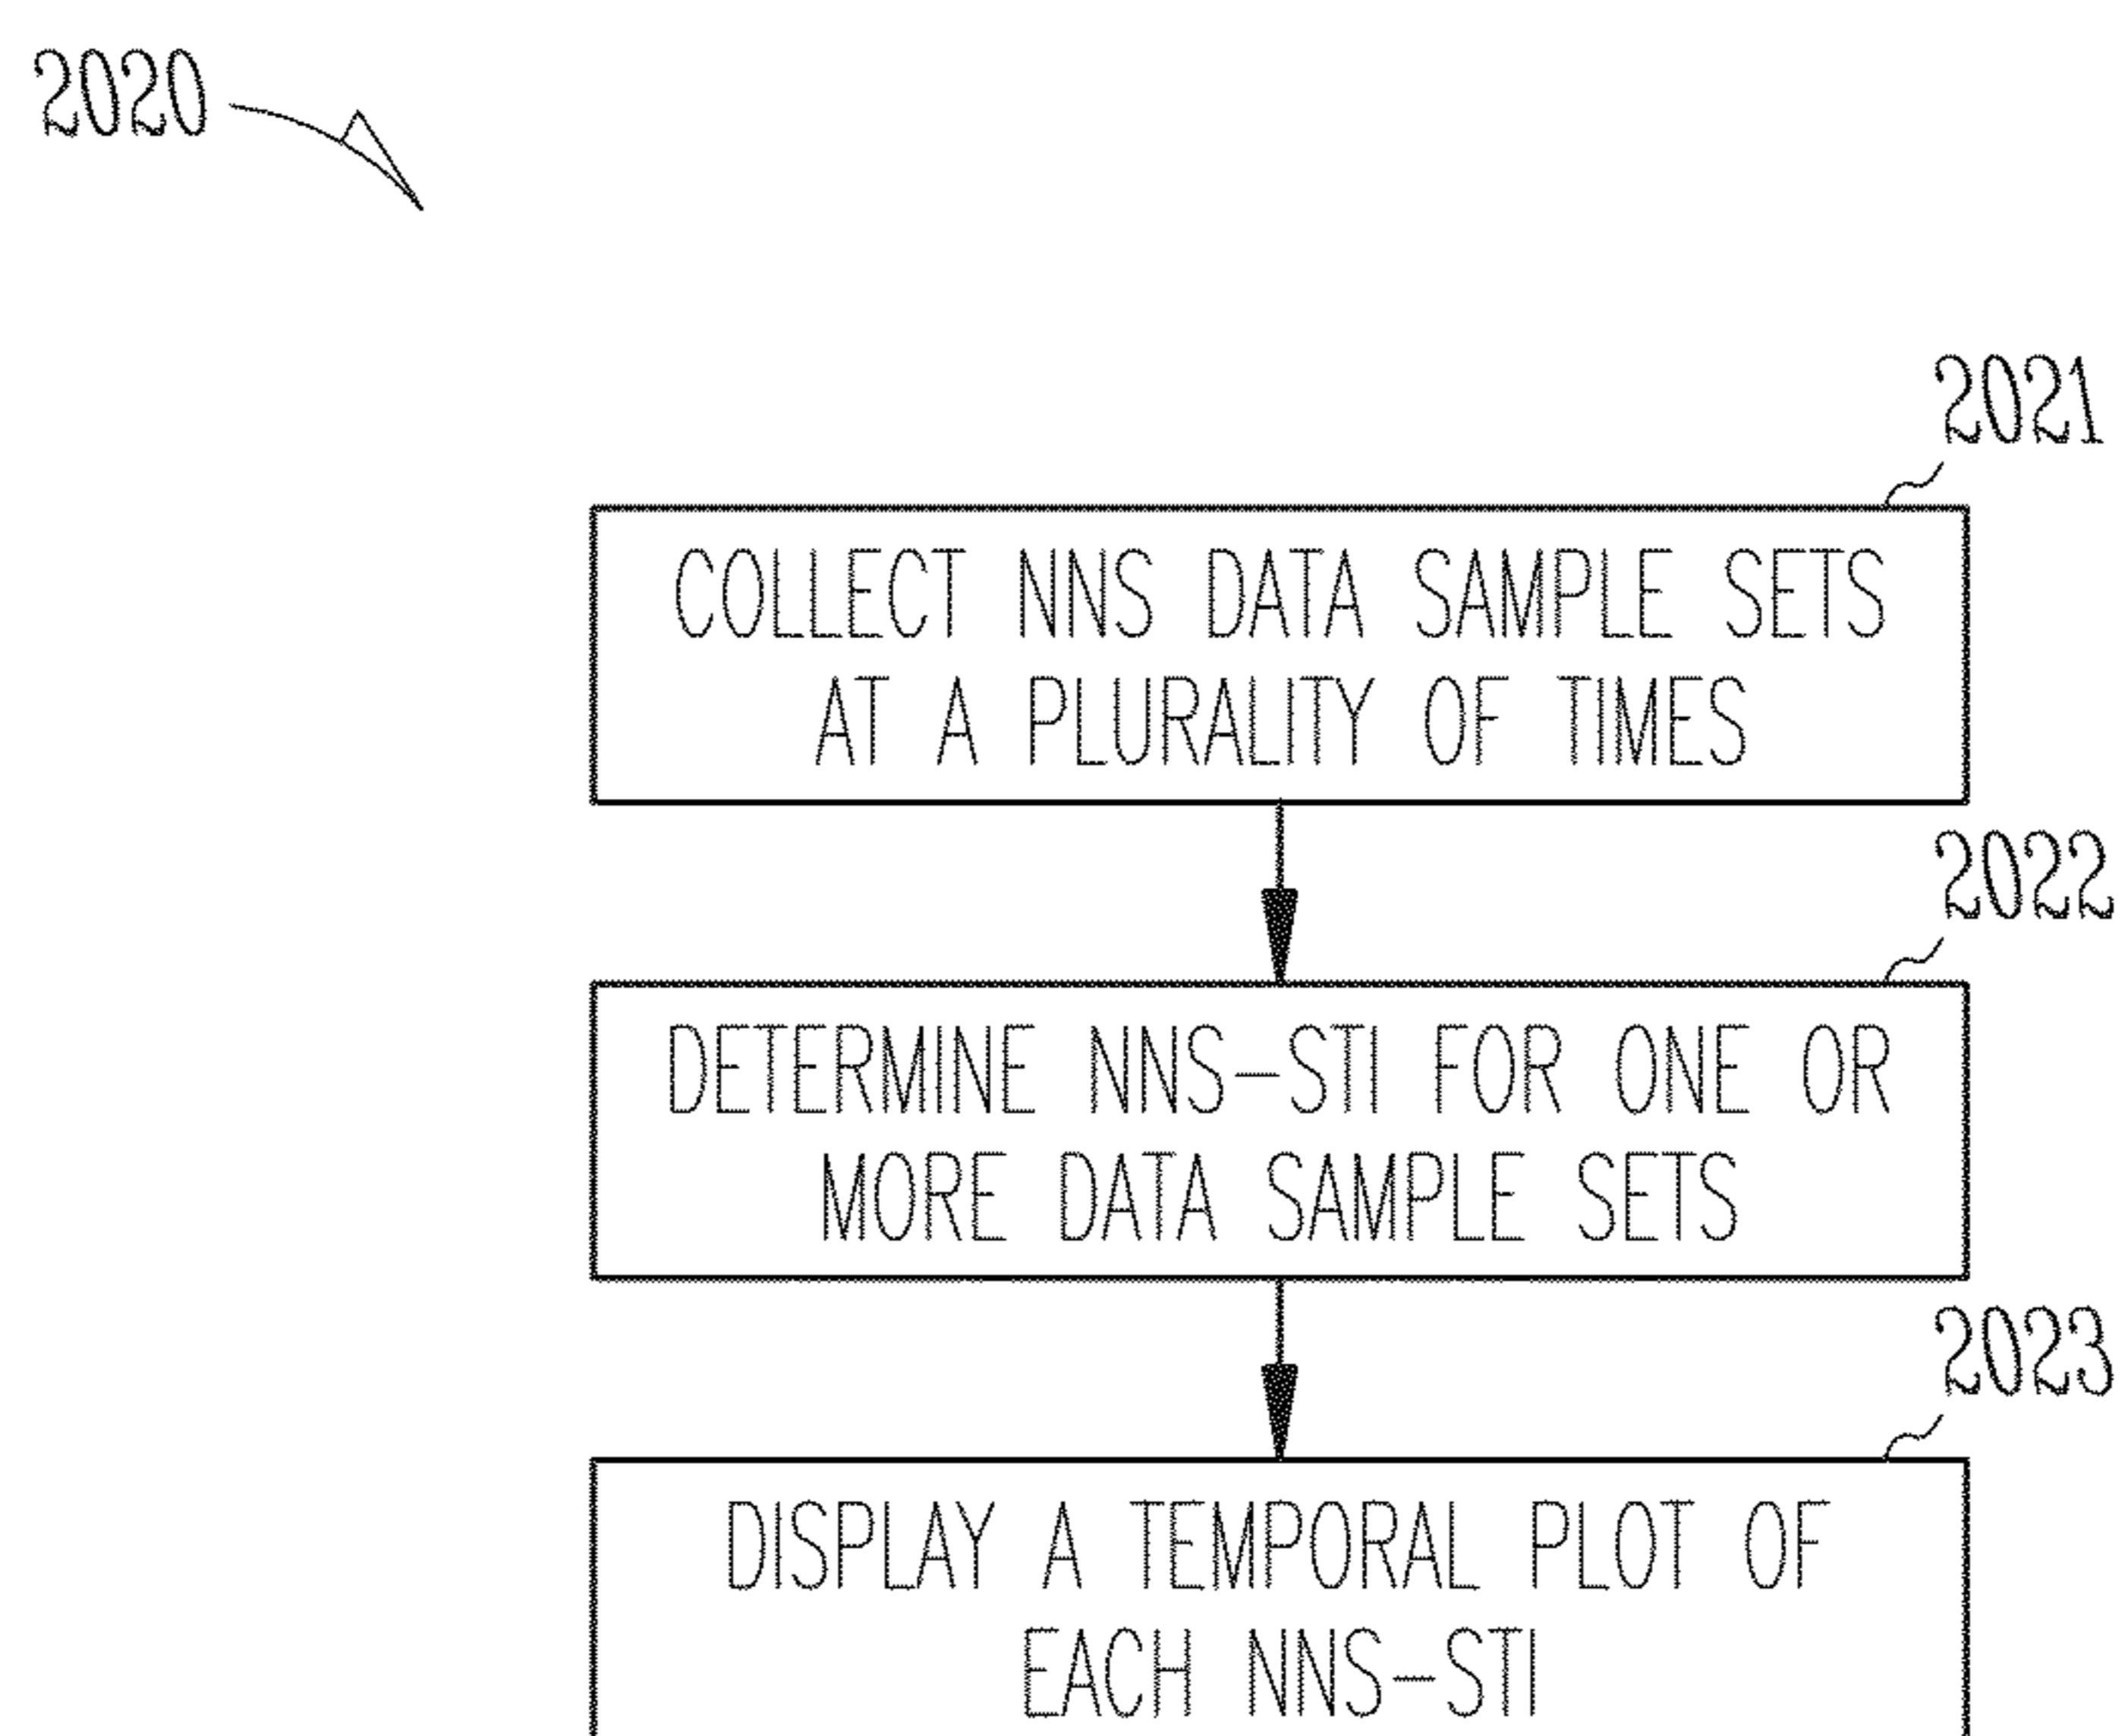 2020
2021
COLLECT NNS DATA SAMPLE SETS
AT A PLURALITY OF TIMES
2022
DETERMINE NNS-STI FOR ONE OR
MORE DATA SAMPLE SETS
2023
DISPLAY A TEMPORAL PLOT OF
EACH NNS-STI